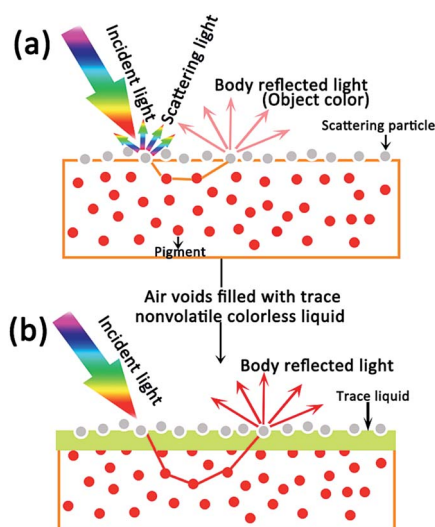 (a)
Incident light
Scattering light
Body reflected light
(Object color)
Scattering particle
Pigment
Air voids filled with trace
nonvolatile colorless liquid
(b)
Incident light
Body reflected light
Trace liquid